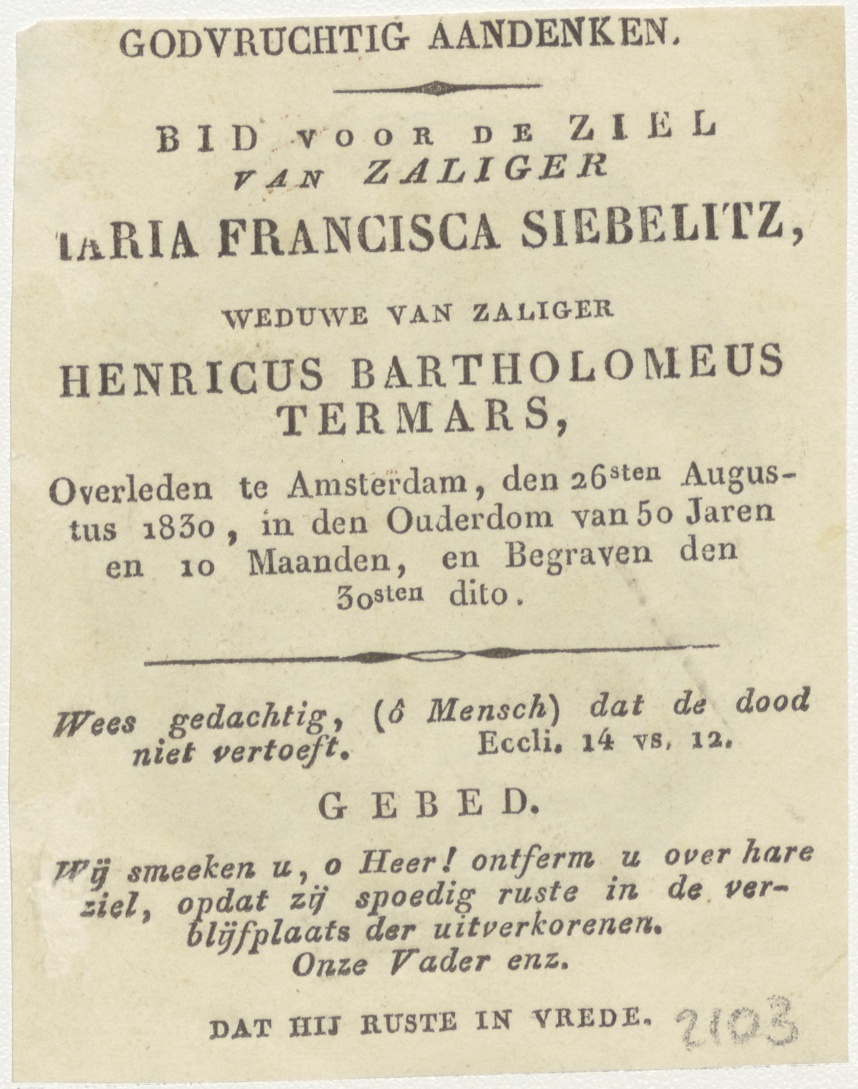 GODVRUCHTIG AANDENKEN.
BID VOOR DE ZIEL
VAN ZALIGER
MARIA FRANCISCA SIEBELITZ,
WEDUWE VAN ZALIGER
HENRICUS BARTHOLOMEUS
TERMARS,
Overleden te Amsterdam, den 26sten Augus-
tus 1830, in den Ouderdom van 50 Jaren
en 10 Maanden, en Begraven den
30sten dito.
Wees gedachtig, (ô Mensch) dat de dood
niet vertoeft. Eccli. 14 vs. 12.
GEBED.
Wij smeeken u, o Heer! ontferm u over hare
ziel, opdat zij spoedig ruste in de ver-
blijfplaats der uitverkorenen.
Onze Vader enz.
DAT HIJ RUSTE IN VREDE.
2103